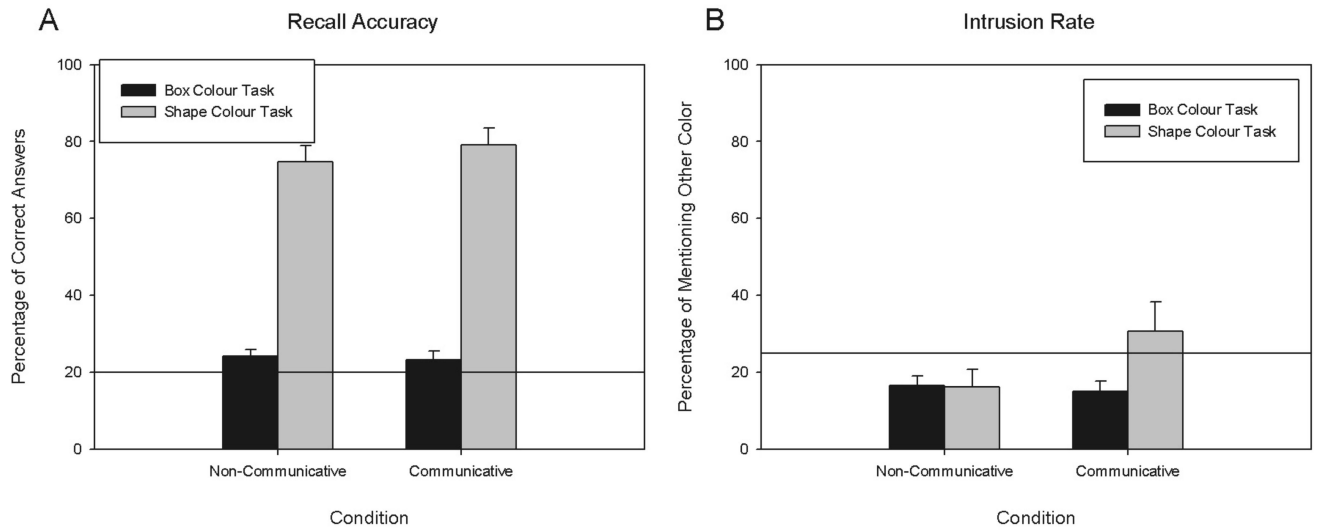 A
Recall Accuracy
Percentage of Correct Answers
100
80
60
40
20
0
Box Colour Task
Shape Colour Task
Non-Communicative
Communicative
Condition
B
Intrusion Rate
Percentage of Mentioning Other Color
100
80
60
40
20
0
Box Colour Task
Shape Colour Task
Non-Communicative
Communicative
Condition